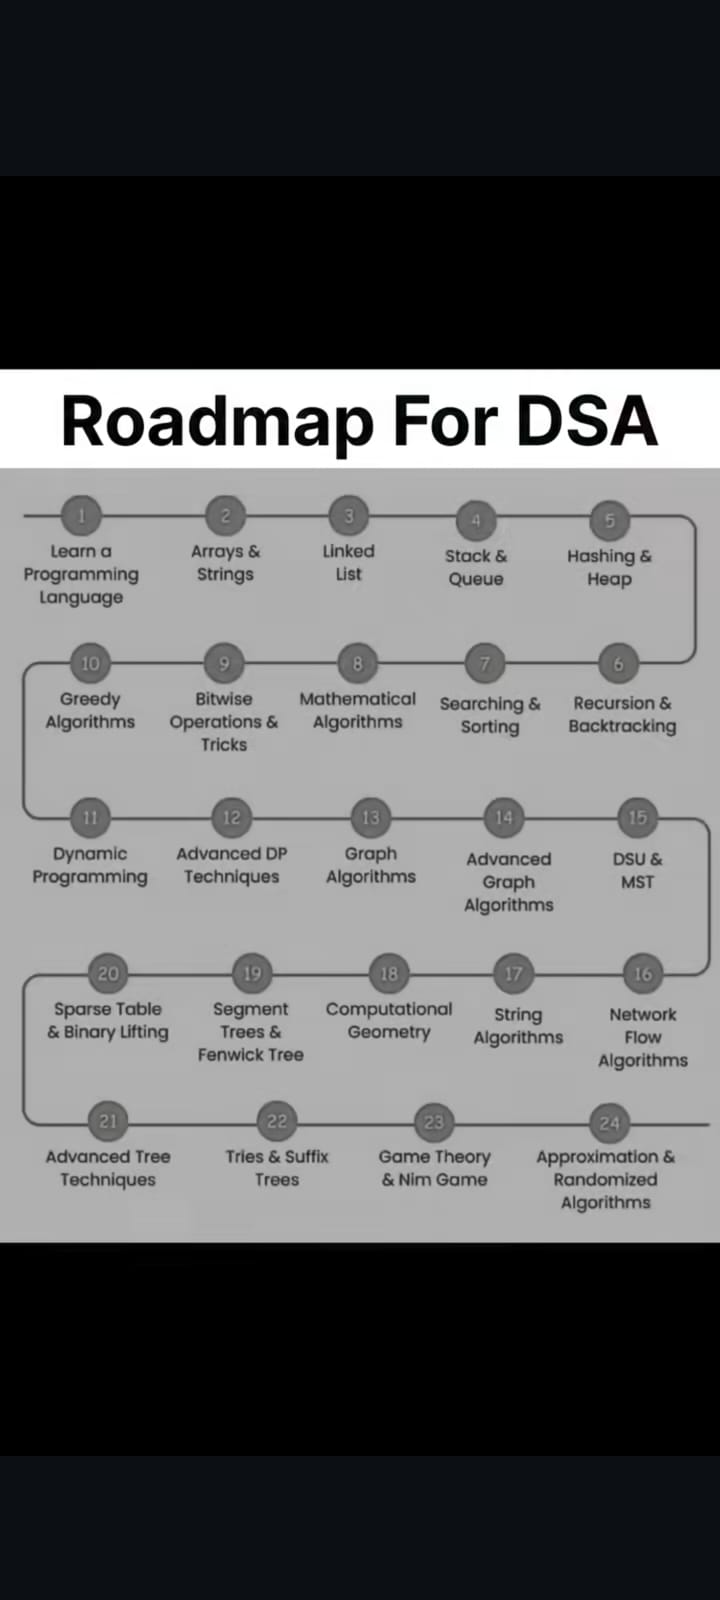 Roadmap For DSA
1
Learn a
Programming
Language
2
Arrays &
Strings
3
Linked
List
4
Stack &
Queue
5
Hashing &
Heap
6
Recursion &
Backtracking
7
Searching &
Sorting
8
Mathematical
Algorithms
9
Bitwise
Operations &
Tricks
10
Greedy
Algorithms
11
Dynamic
Programming
12
Advanced DP
Techniques
13
Graph
Algorithms
14
Advanced
Graph
Algorithms
15
DSU &
MST
16
Network
Flow
Algorithms
17
String
Algorithms
18
Computational
Geometry
19
Segment
Trees &
Fenwick Tree
20
Sparse Table
& Binary Lifting
21
Advanced Tree
Techniques
22
Tries & Suffix
Trees
23
Game Theory
& Nim Game
24
Approximation &
Randomized
Algorithms